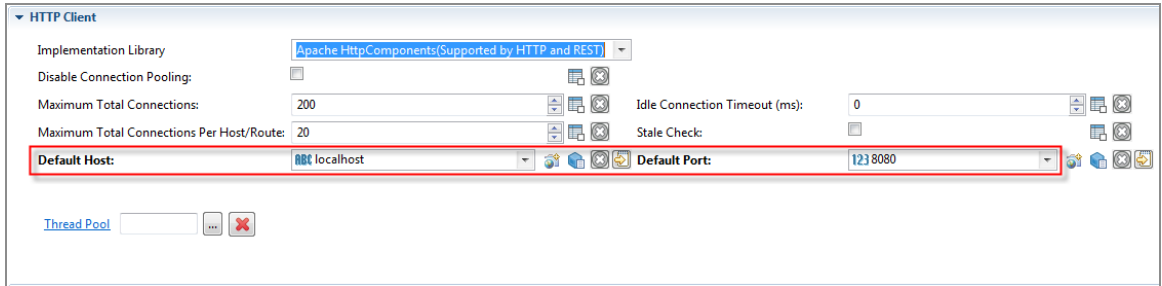 HTTP Client
Implementation Library Apache HttpComponents(Supported by HTTP and REST)
Disable Connection Pooling:
Maximum Total Connections: 200 Idle Connection Timeout (ms): 0
Maximum Total Connections Per Host/Route: 20 Stale Check:
Default Host: ABC localhost Default Port: 123 8080
Thread Pool ...